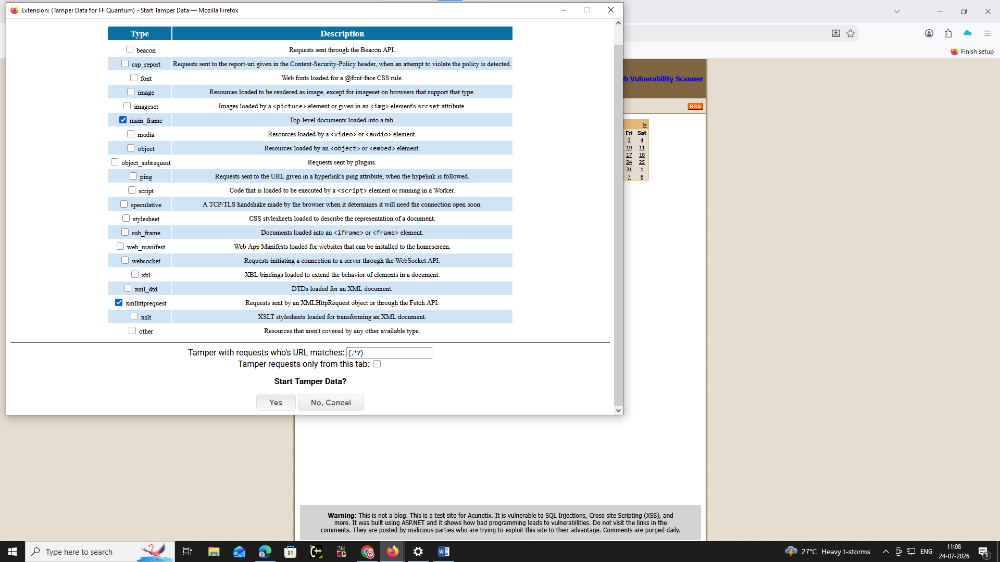 Extension: (Tamper Data for FF Quantum) - Start Tamper Data — Mozilla Firefox
Type Description
beacon Requests sent through the Beacon API.
csp_report Requests sent to the report-uri given in the Content-Security-Policy header, when an attempt to violate the policy is detected.
font Web fonts loaded for a @font-face CSS rule.
image Resources loaded to be rendered as image, except for imageset on browsers that support that type.
imageset Images loaded by a <picture> element or given in an <img> element's srcset attribute.
main_frame Top-level documents loaded into a tab.
media Resources loaded by a <video> or <audio> element.
object Resources loaded by an <object> or <embed> element.
object_subrequest Requests sent by plugins.
ping Requests sent to the URL given in a hyperlink's ping attribute, when the hypelink is followed.
script Code that is loaded to be executed by a <script> element or running in a Worker.
speculative A TCP/TLS handshake made by the browser when it determines it will need the connection open soon.
stylesheet CSS stylesheets loaded to describe the representation of a document.
sub_frame Documents loaded into an <iframe> or <frame> element.
web_manifest Web App Manifests loaded for websites that can be installed to the homescreen.
websocket Requests initiating a connection to a server through the WebSocket API.
xbl XBL bindings loaded to extend the behavior of elements in a document.
xml_dtd DTDs loaded for an XML document.
xmlhttprequest Requests sent by an XMLHttpRequest object or through the Fetch API.
xslt XSLT stylesheets loaded for transforming an XML document.
other Resources that aren't covered by any other available type.
Tamper with requests who's URL matches: (.*?)
Tamper requests only from this tab:
Start Tamper Data?
Yes No, Cancel
Finish setup
b Vulnerability Scanner
RSS
>
Fri Sat
3 4
10 11
17 18
24 25
31 1
7 8
Warning: This is not a blog. This is a test site for Acunetix. It is vulnerable to SQL Injections, Cross-site Scripting (XSS), and
more. It was built using ASP.NET and it shows how bad programming leads to vulnerabilities. Do not visit the links in the
comments. They are posted by malicious parties who are trying to exploit this site to their advantage. Comments are purged daily.
Type here to search
27°C Heavy t-storms
ENG
11:08
24-07-2026
1